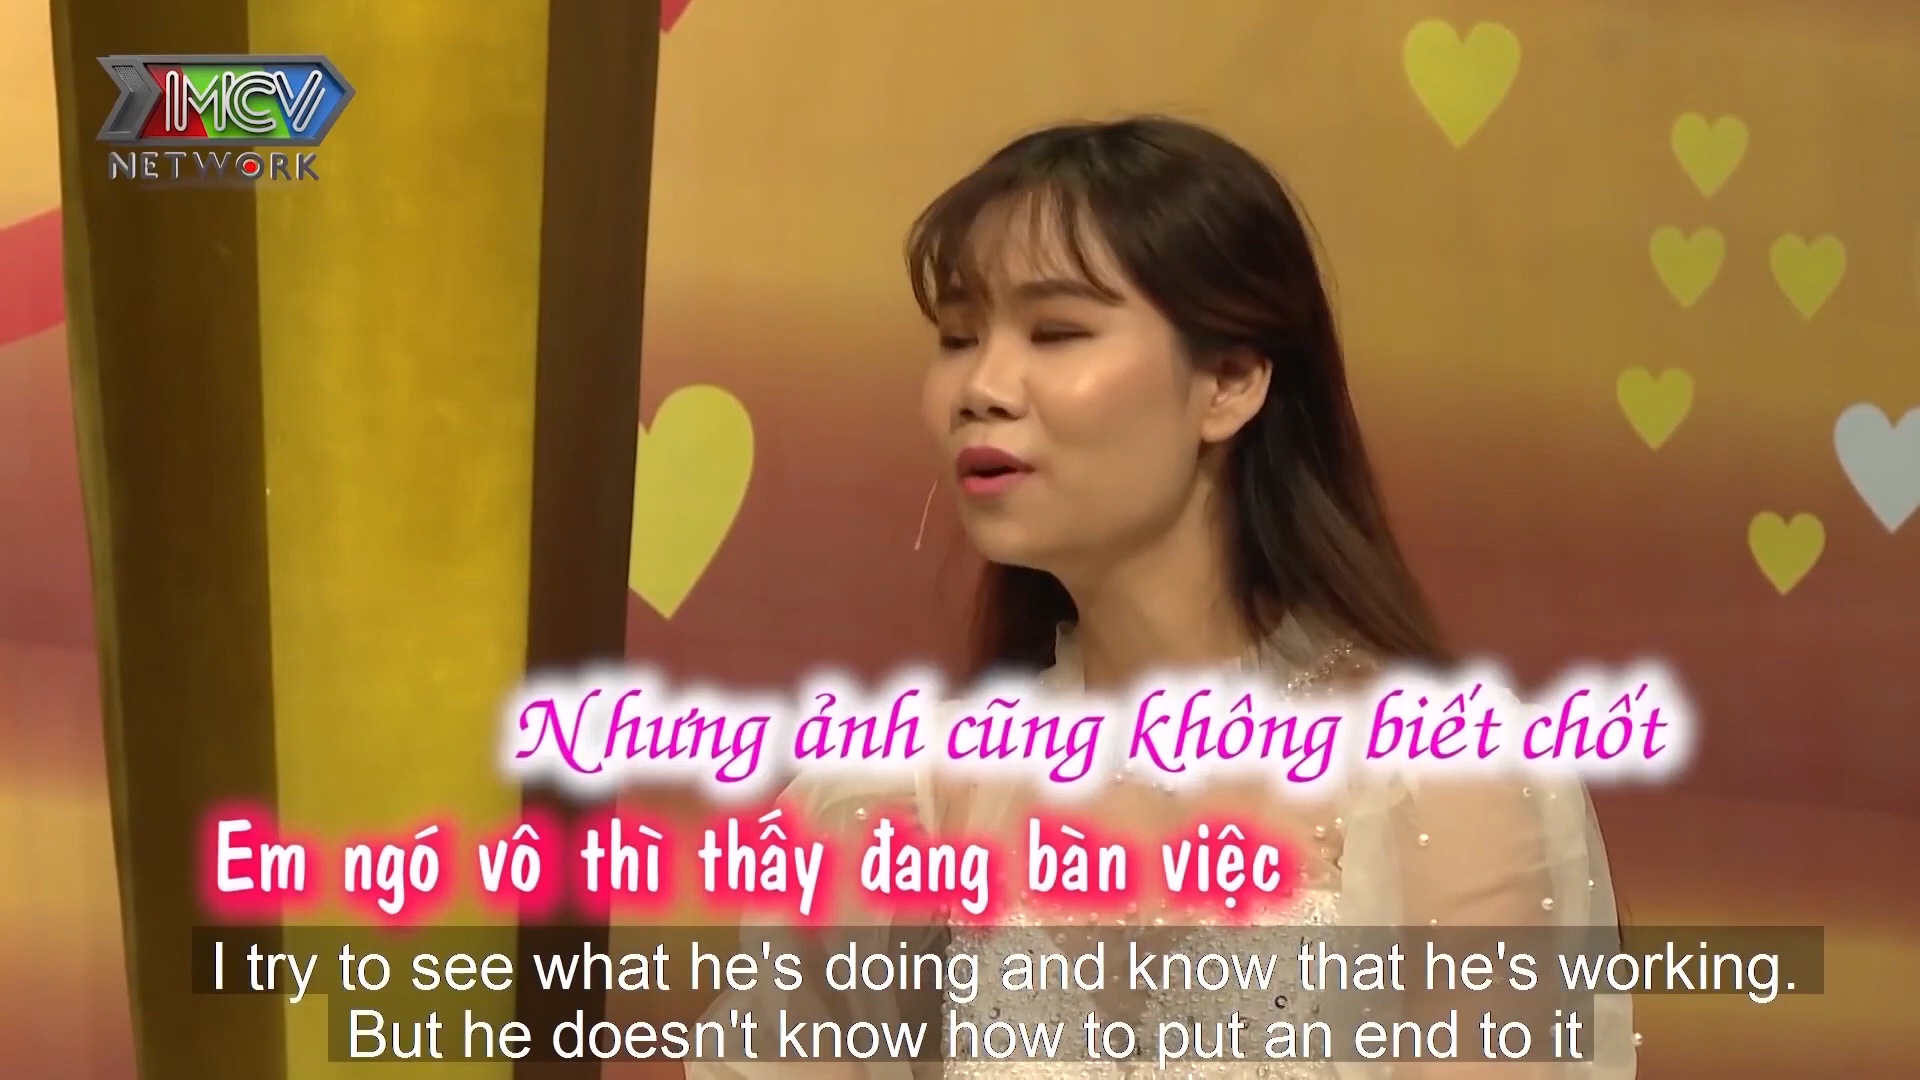 MCV
NETWORK
Nhưng ảnh cũng không biết chốt
Em ngó vô thì thấy đang bàn việc
I try to see what he's doing and know that he's working.
But he doesn't know how to put an end to it